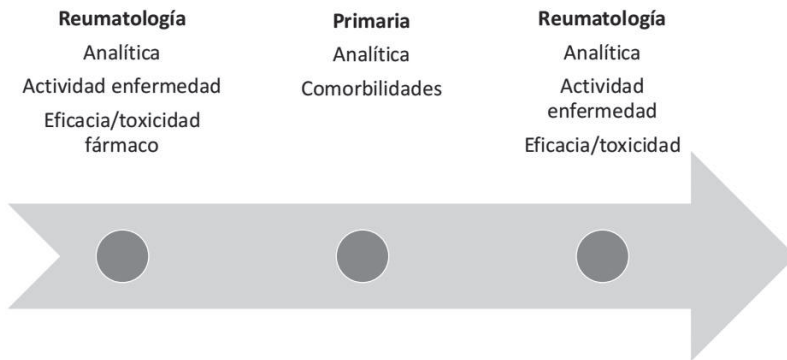 Reumatología
Analítica
Actividad enfermedad
Eficacia/toxicidad
fármaco
Primaria
Analítica
Comorbilidades
Reumatología
Analítica
Actividad
enfermedad
Eficacia/toxicidad